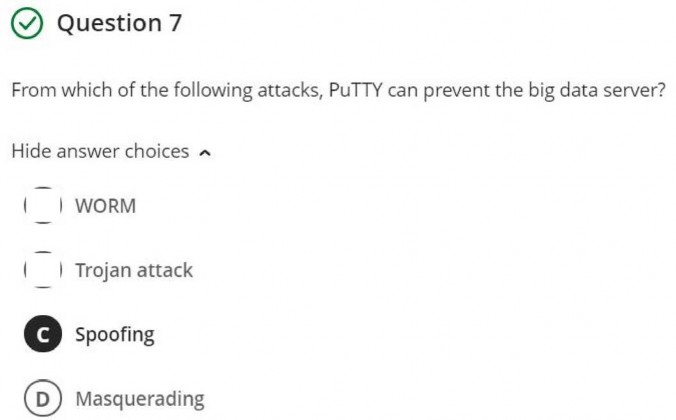 Question 7
From which of the following attacks, PuTTY can prevent the big data server?
Hide answer choices
WORM
Trojan attack
C Spoofing
D Masquerading